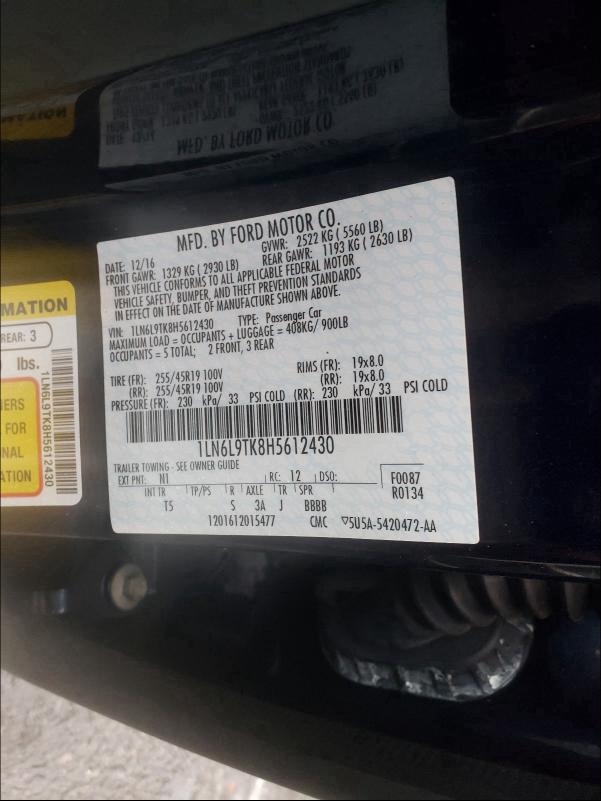 MFD. BY FORD MOTOR CO.
DATE: 12/16 GVWR: 2522 KG ( 5560 LB)
FRONT GAWR: 1329 KG ( 2930 LB) REAR GAWR: 1193 KG ( 2630 LB)
THIS VEHICLE CONFORMS TO ALL APPLICABLE FEDERAL MOTOR
VEHICLE SAFETY, BUMPER, AND THEFT PREVENTION STANDARDS
IN EFFECT ON THE DATE OF MANUFACTURE SHOWN ABOVE.
VIN: 1LN6L9TK8H5612430 TYPE: Passenger Car
MAXIMUM LOAD = OCCUPANTS + LUGGAGE = 408KG/ 900LB
OCCUPANTS = 5 TOTAL; 2 FRONT, 3 REAR
TIRE (FR): 255/45R19 100V RIMS (FR): 19x8.0
(RR): 255/45R19 100V (RR): 19x8.0
PRESSURE (FR): 230 kPa/ 33 PSI COLD (RR): 230 kPa/ 33 PSI COLD
1LN6L9TK8H5612430
TRAILER TOWING - SEE OWNER GUIDE
EXT PNT: N1 RC: 12 DSO: F0087
INT TR TP/PS R AXLE TR SPR R0134
T5 S 3A J BBBB
1201612015477 CMC ▽5U5A-5420472-AA
MATION
REAR: 3
lbs.
1LN6L9TK8H5612430
ERS
FOR
NAL
ATION